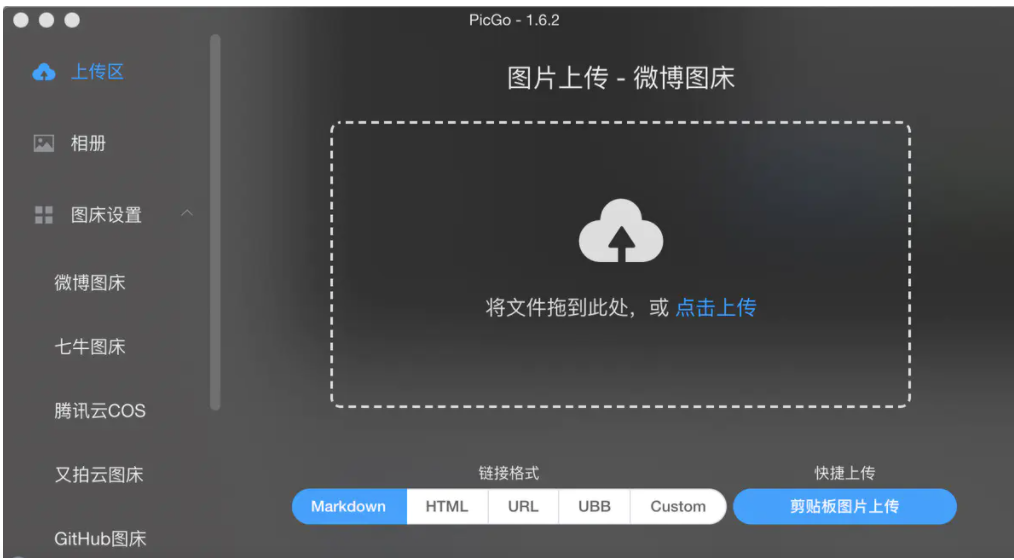 PicGo - 1.6.2
上传区
相册
图床设置
微博图床
七牛图床
腾讯云COS
又拍云图床
GitHub图床
图片上传 - 微博图床
将文件拖到此处，或 点击上传
链接格式
Markdown HTML URL UBB Custom
快捷上传
剪贴板图片上传